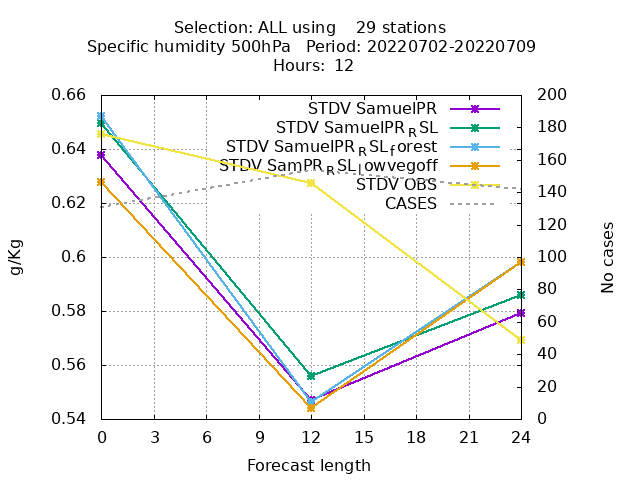 Selection: ALL using    29 stations
Specific humidity 500hPa   Period: 20220702-20220709
Hours:  12
0.66
0.64
0.62
0.6
0.58
0.56
0.54
g/Kg
STDV SamuelPR
STDV SamuelPR_RSL
STDV SamuelPR_RSL_forest
STDV SamPR_RSL_lowvegoff
STDV OBS
CASES
200
180
160
140
120
100
80
60
40
20
0
No cases
0 3 6 9 12 15 18 21 24
Forecast length